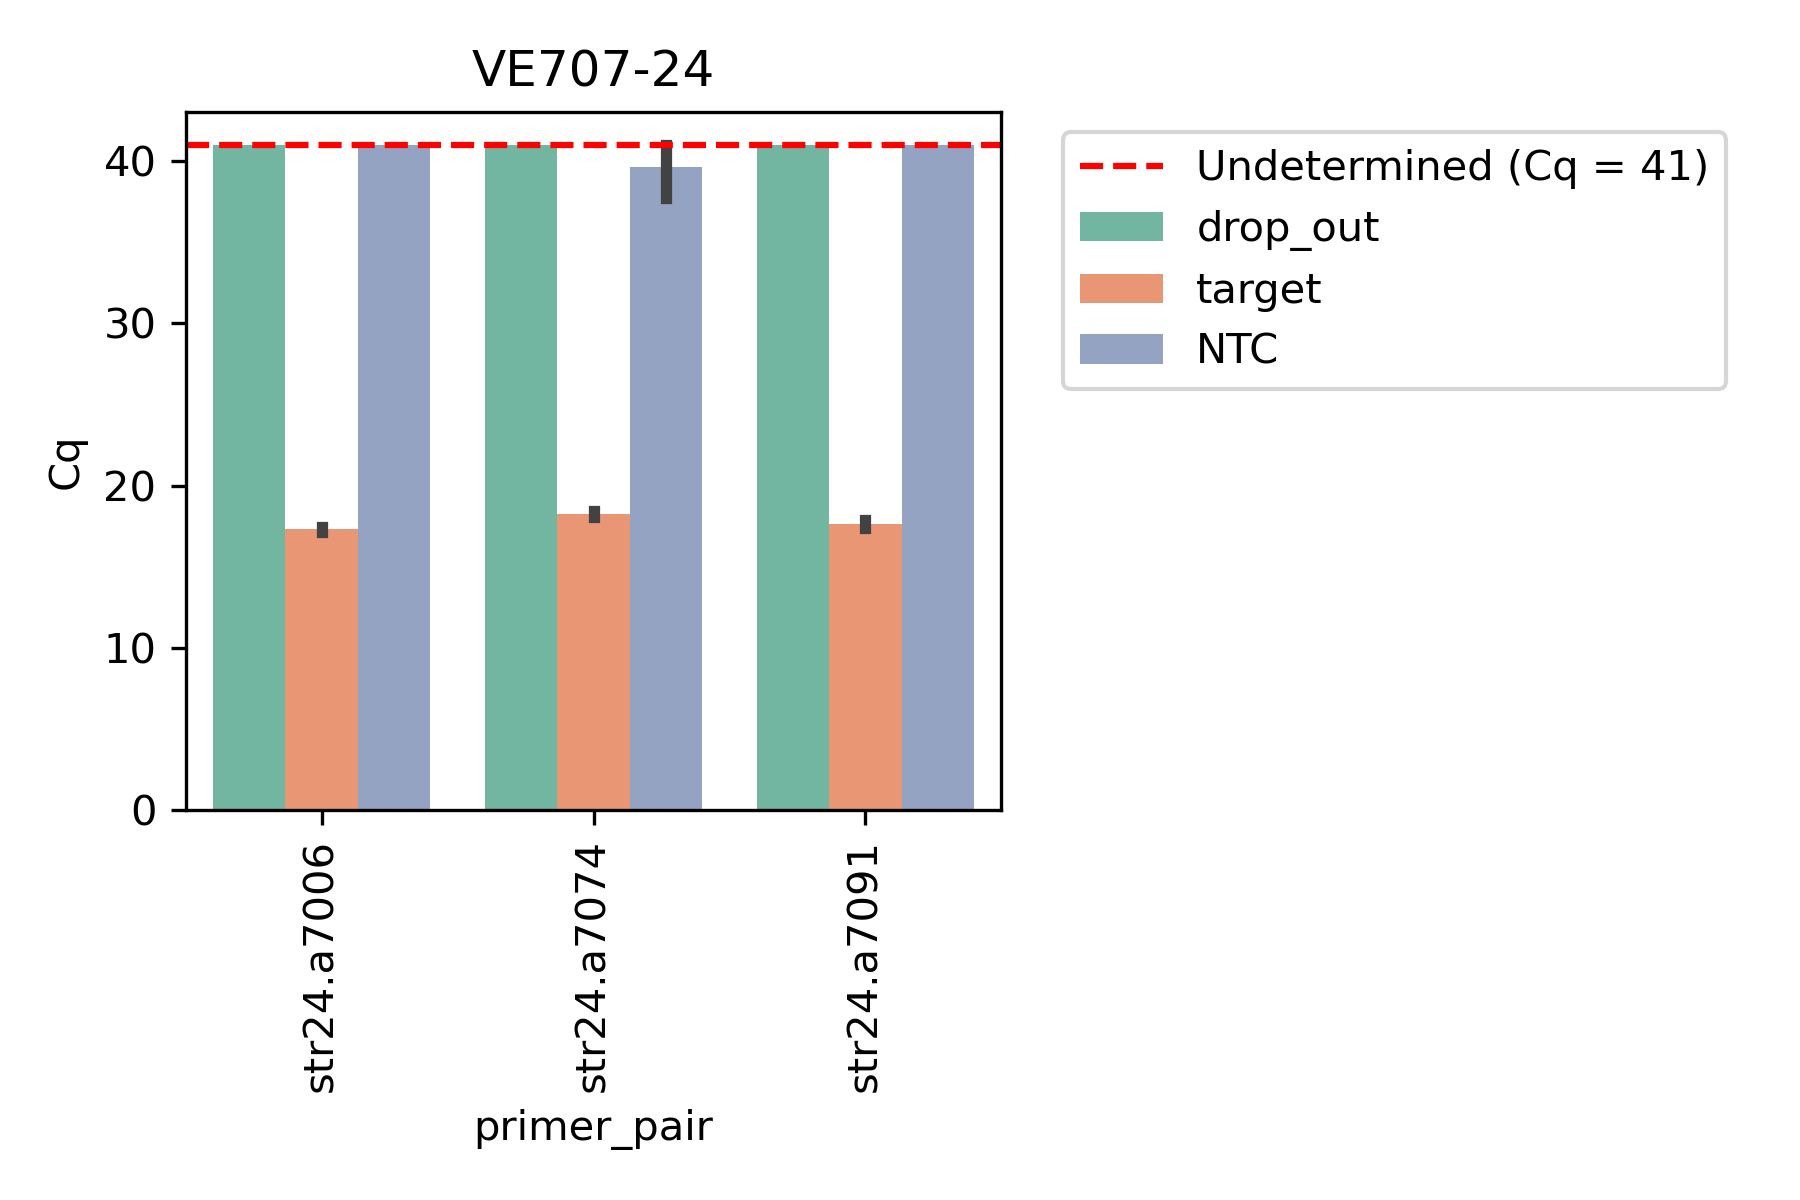 VE707-24
Cq
40
30
20
10
0
str24.a7006
str24.a7074
str24.a7091
primer_pair
Undetermined (Cq = 41)
drop_out
target
NTC